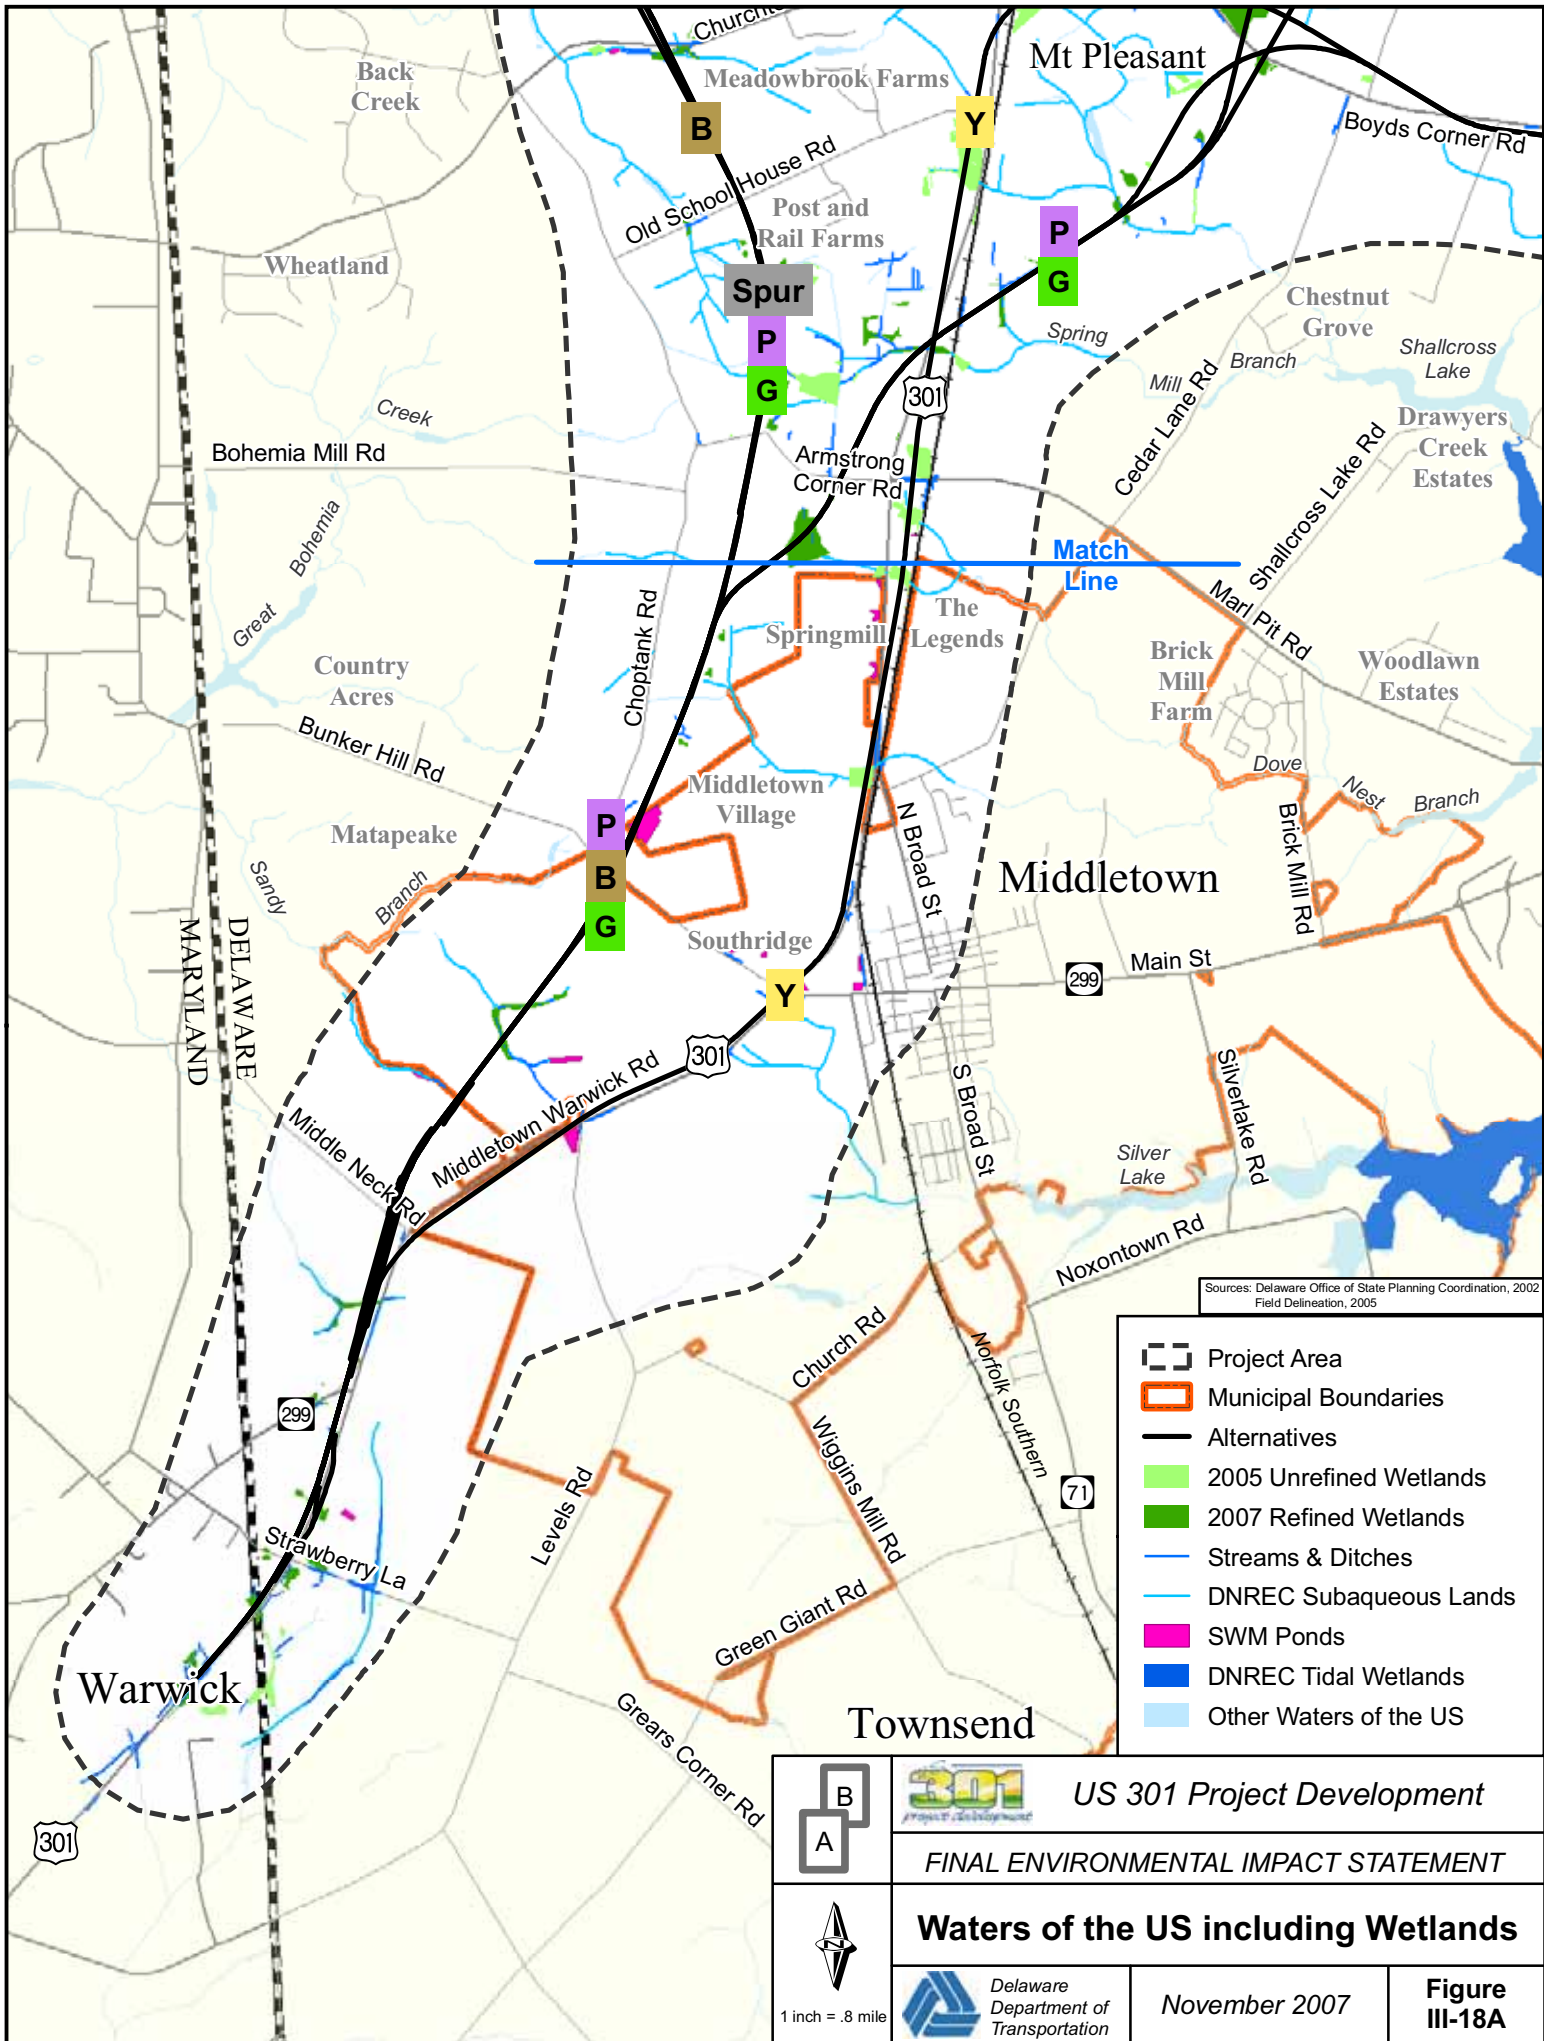 Churcht
Mt Pleasant
Back
Creek
Meadowbrook Farms
B
Y
Boyds Corner Rd
Old School House Rd
Post and
Rail Farms
P
G
Wheatland
Spur
P
G
Chestnut
Grove
Spring
Mill
Branch
Shallcross
Lake
301
Creek
Cedar Lane Rd
Drawyers
Creek
Estates
Bohemia Mill Rd
Armstrong
Corner Rd
Shallcross Lake Rd
Bohemia
Great
Match
Line
Marl Pit Rd
Choptank Rd
Springmill
The
Legends
Country
Acres
Brick
Mill
Farm
Woodlawn
Estates
Bunker Hill Rd
Dove
Nest
Branch
Middletown
Village
Matapeake
P
B
G
N Broad St
Brick Mill Rd
Sandy
Branch
Middletown
Southridge
DELAWARE
MARYLAND
Main St
299
Y
301
Middletown Warwick Rd
S Broad St
Silverlake Rd
Middle Neck Rd
Silver
Lake
Noxontown Rd
Sources: Delaware Office of State Planning Coordination, 2002
Field Delineation, 2005
Church Rd
Norfolk Southern
299
Wiggins Mill Rd
71
Levels Rd
Strawberry La
Green Giant Rd
Warwick
Grears Corner Rd
Townsend
301
Project Area
Municipal Boundaries
Alternatives
2005 Unrefined Wetlands
2007 Refined Wetlands
Streams & Ditches
DNREC Subaqueous Lands
SWM Ponds
DNREC Tidal Wetlands
Other Waters of the US
B
A
301
project development
US 301 Project Development
FINAL ENVIRONMENTAL IMPACT STATEMENT
N
1 inch = .8 mile
Waters of the US including Wetlands
Delaware
Department of
Transportation
November 2007
Figure
III-18A